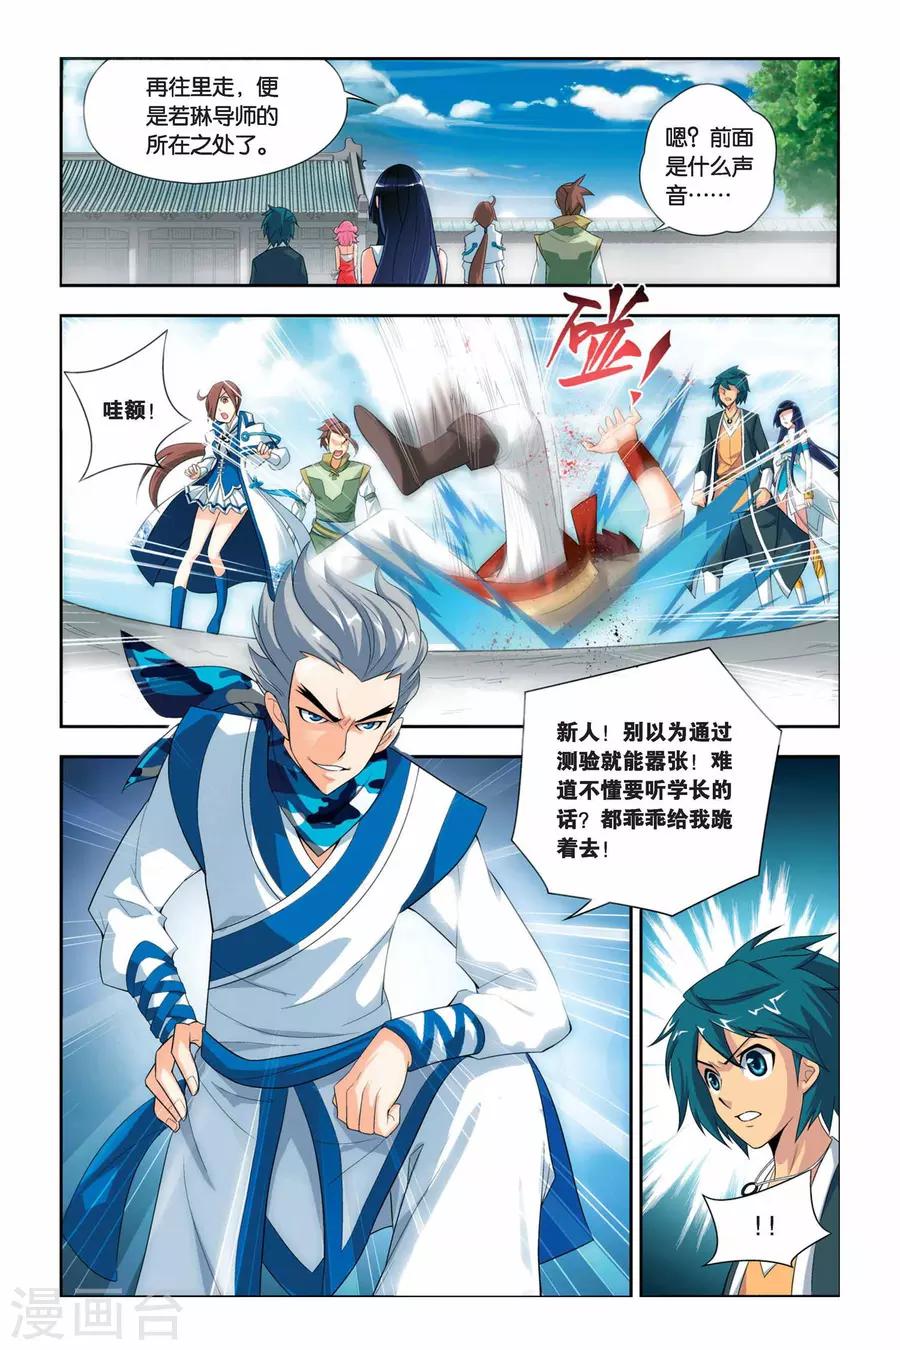 再往里走，便
是若琳导师的
所在之处了。
嗯？前面
是什么声
音……
碰！
哇额！
新人！别以为通过
测验就能嚣张！难
道不懂要听学长的
话？都乖乖给我跪
着去！
！！
漫画台